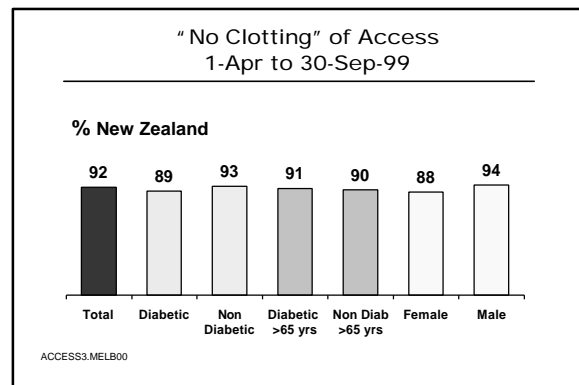 "No Clotting" of Access
1-Apr to 30-Sep-99
% New Zealand
92 89 93 91 90 88 94
Total Diabetic Non Diabetic Diabetic >65 yrs Non Diab >65 yrs Female Male
ACCESS3.MELB00